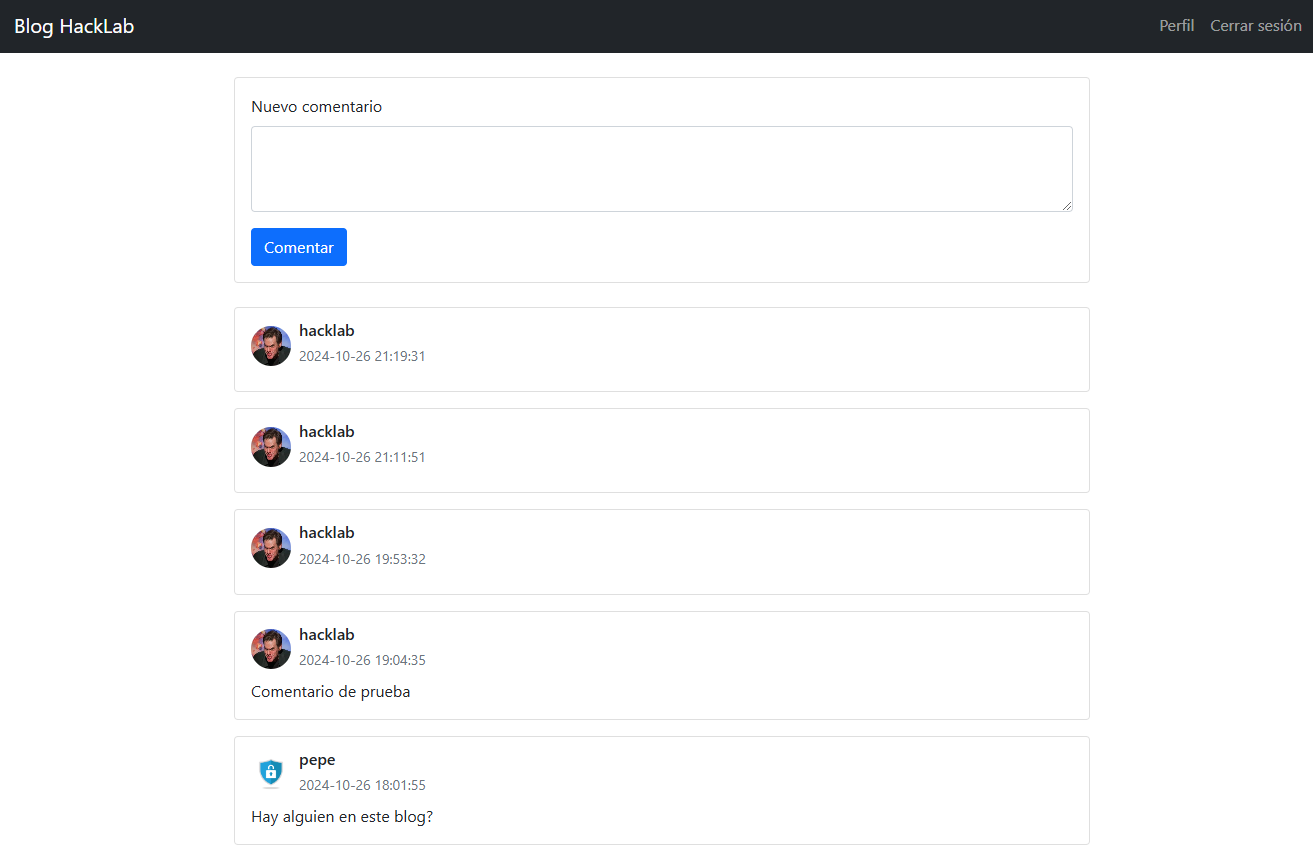 Blog HackLab
Perfil
Cerrar sesión
Nuevo comentario
Comentar
hacklab
2024-10-26 21:19:31
hacklab
2024-10-26 21:11:51
hacklab
2024-10-26 19:53:32
hacklab
2024-10-26 19:04:35
Comentario de prueba
pepe
2024-10-26 18:01:55
Hay alguien en este blog?